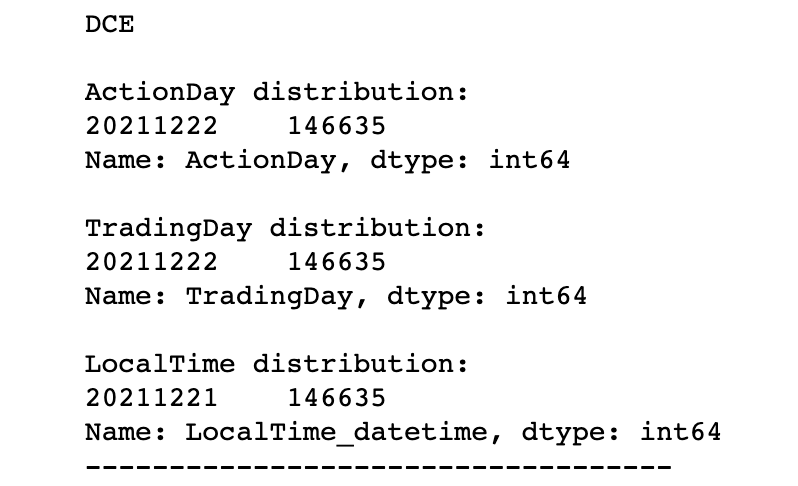 DCE
ActionDay distribution:
20211222    146635
Name: ActionDay, dtype: int64
TradingDay distribution:
20211222    146635
Name: TradingDay, dtype: int64
LocalTime distribution:
20211221    146635
Name: LocalTime_datetime, dtype: int64
-----------------------------------